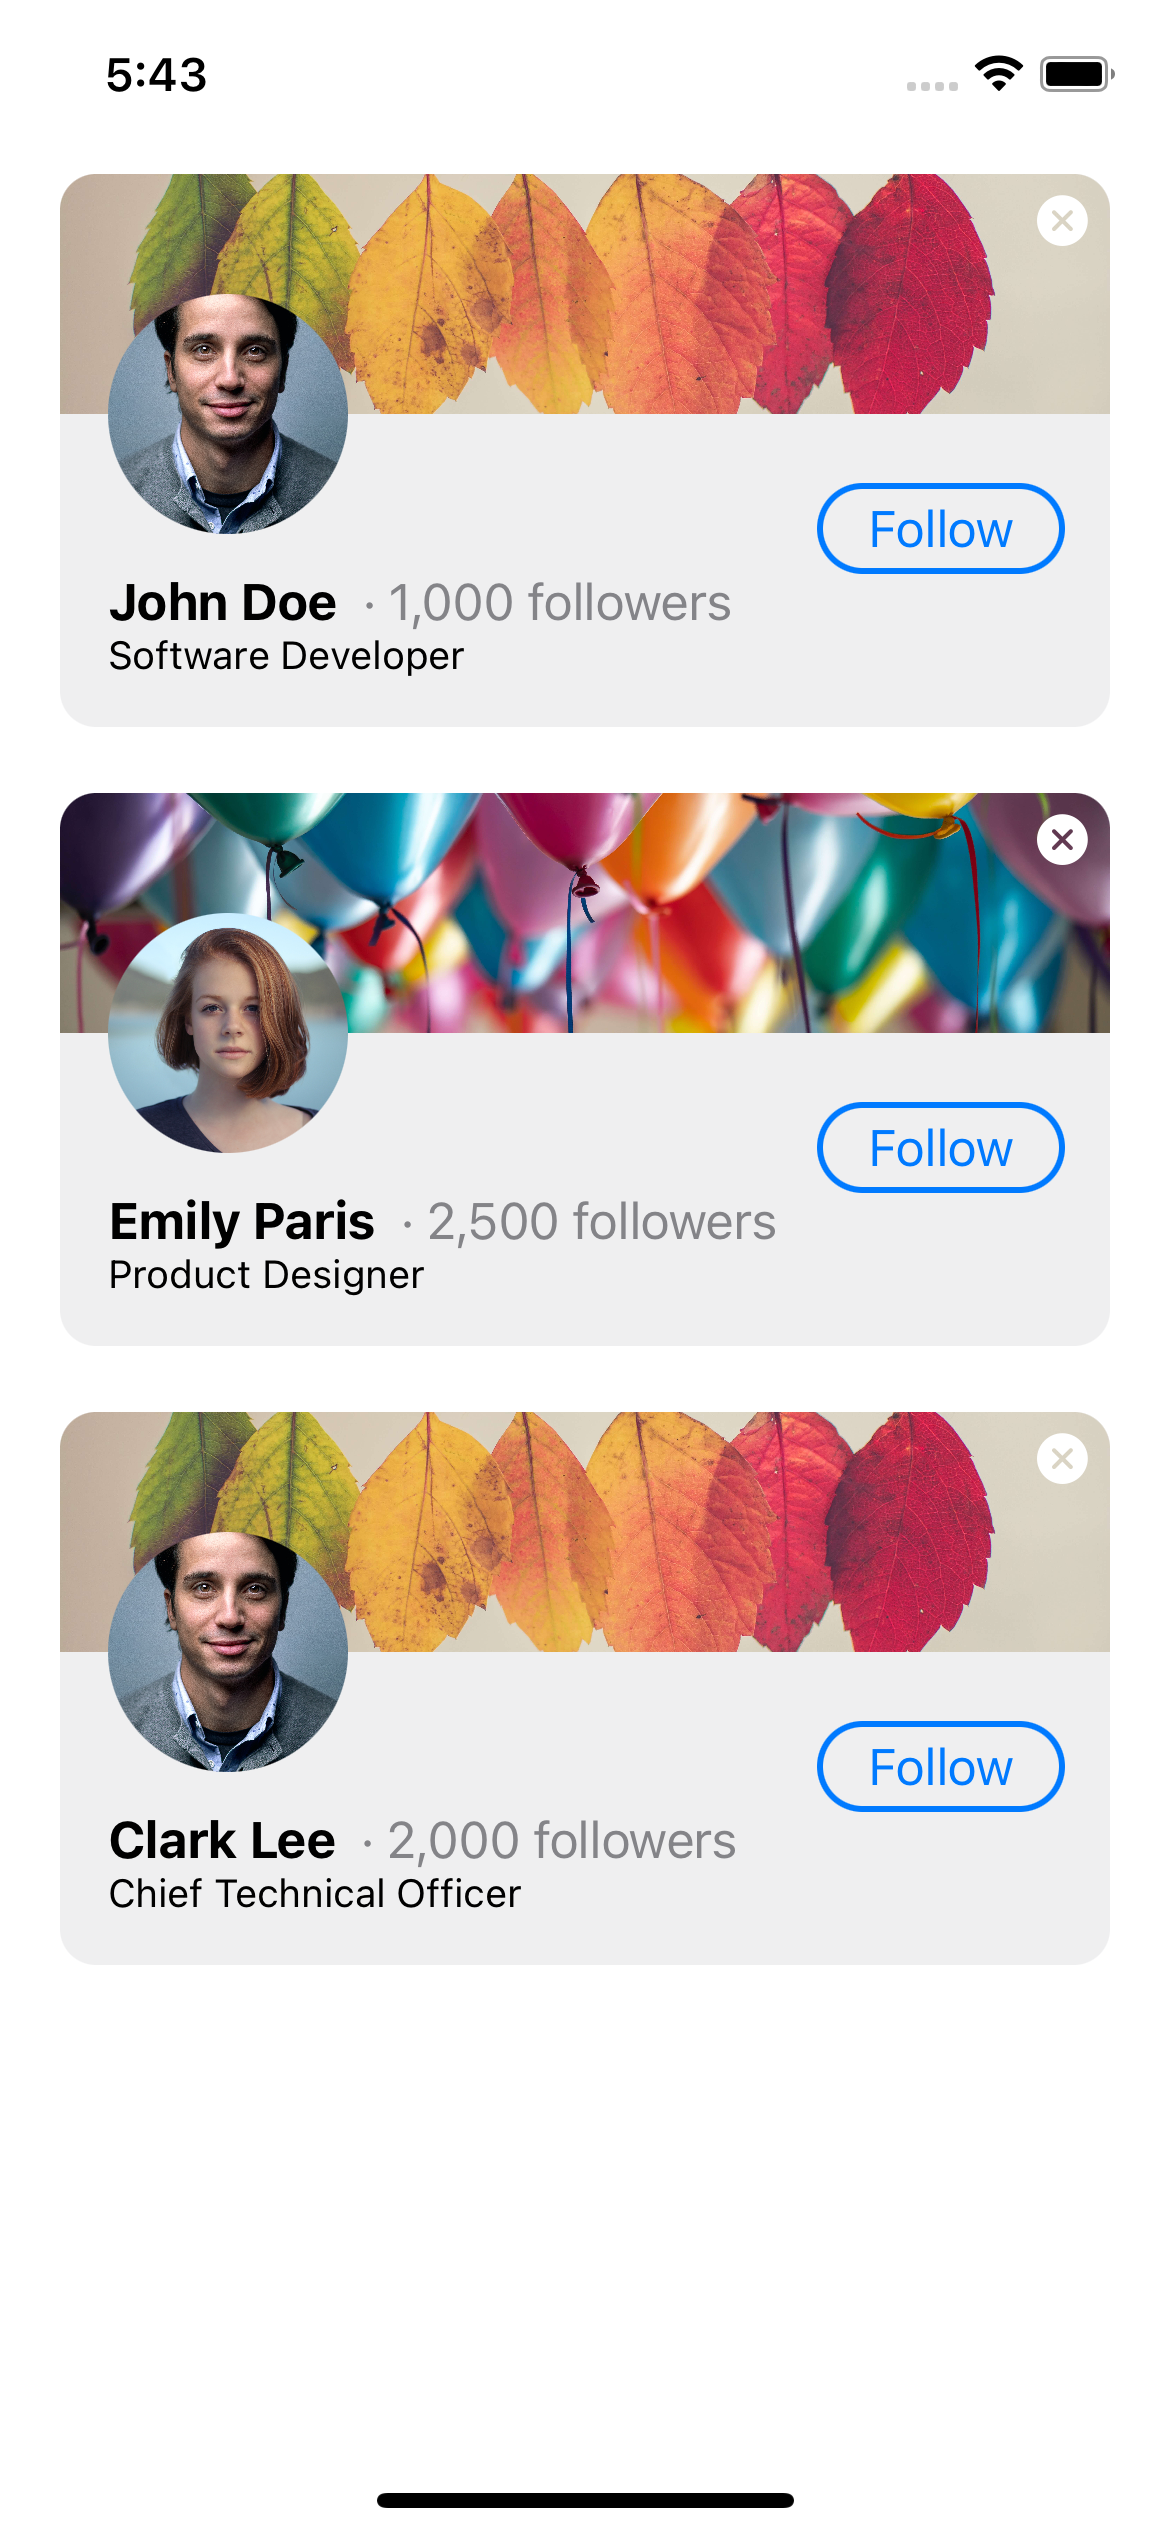 5:43
Follow
John Doe · 1,000 followers
Software Developer
Follow
Emily Paris · 2,500 followers
Product Designer
Follow
Clark Lee · 2,000 followers
Chief Technical Officer